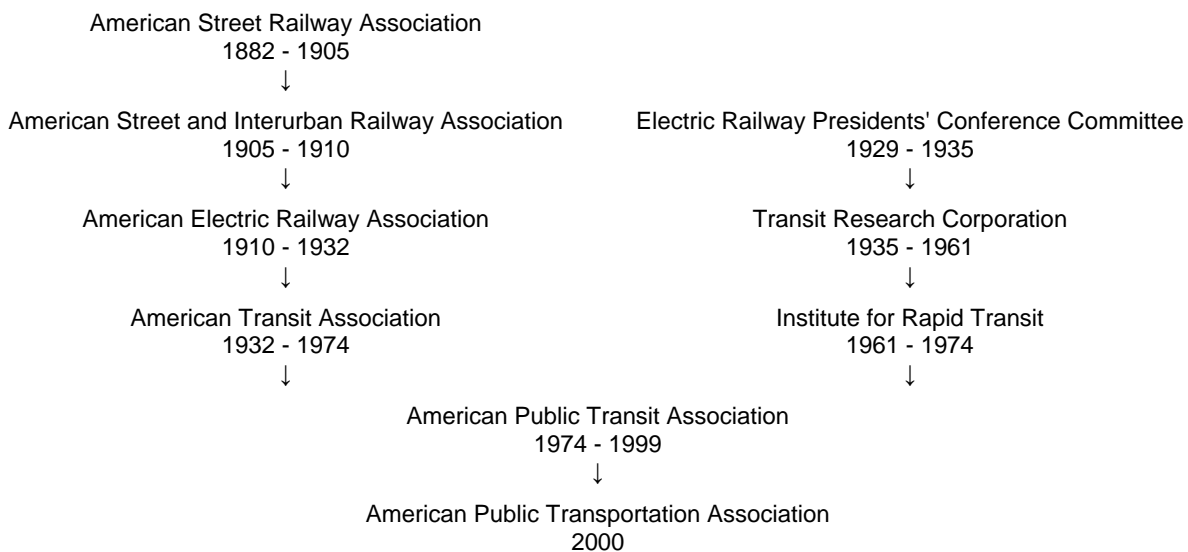 American Street Railway Association
1882 - 1905
↓
American Street and Interurban Railway Association
1905 - 1910
↓
American Electric Railway Association
1910 - 1932
↓
American Transit Association
1932 - 1974
↓
Electric Railway Presidents' Conference Committee
1929 - 1935
↓
Transit Research Corporation
1935 - 1961
↓
Institute for Rapid Transit
1961 - 1974
↓
American Public Transit Association
1974 - 1999
↓
American Public Transportation Association
2000